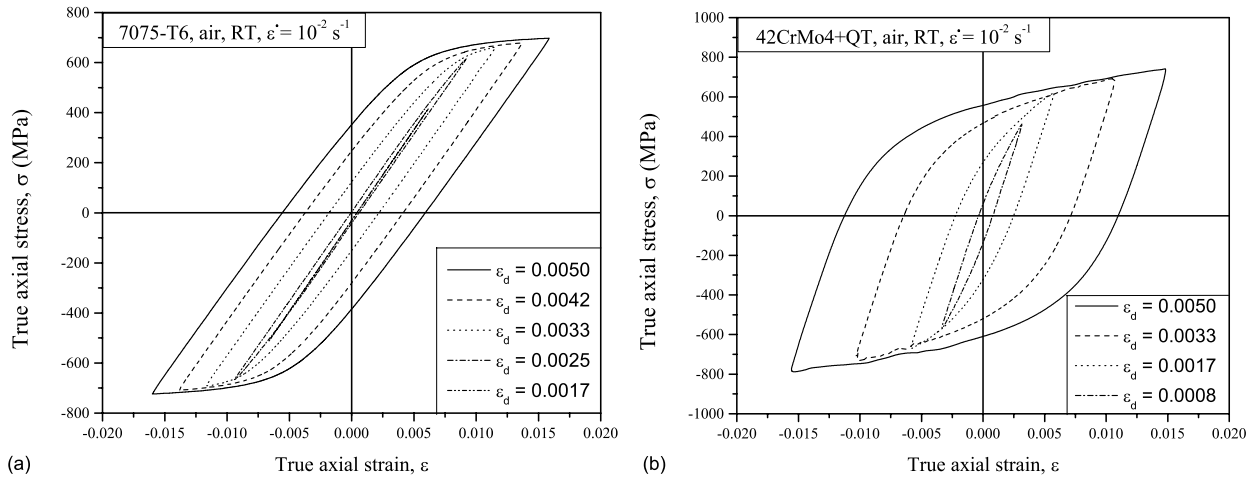 7075-T6, air, RT, ε˙= 10⁻² s⁻¹
True axial stress, σ (MPa)
800
600
400
200
0
-200
-400
-600
-800
ε_d = 0.0050
ε_d = 0.0042
ε_d = 0.0033
ε_d = 0.0025
ε_d = 0.0017
-0.020 -0.015 -0.010 -0.005 0.000 0.005 0.010 0.015 0.020
True axial strain, ε
(a)
42CrMo4+QT, air, RT, ε˙= 10⁻² s⁻¹
True axial stress, σ (MPa)
1000
800
600
400
200
0
-200
-400
-600
-800
-1000
ε_d = 0.0050
ε_d = 0.0033
ε_d = 0.0017
ε_d = 0.0008
-0.020 -0.015 -0.010 -0.005 0.000 0.005 0.010 0.015 0.020
True axial strain, ε
(b)